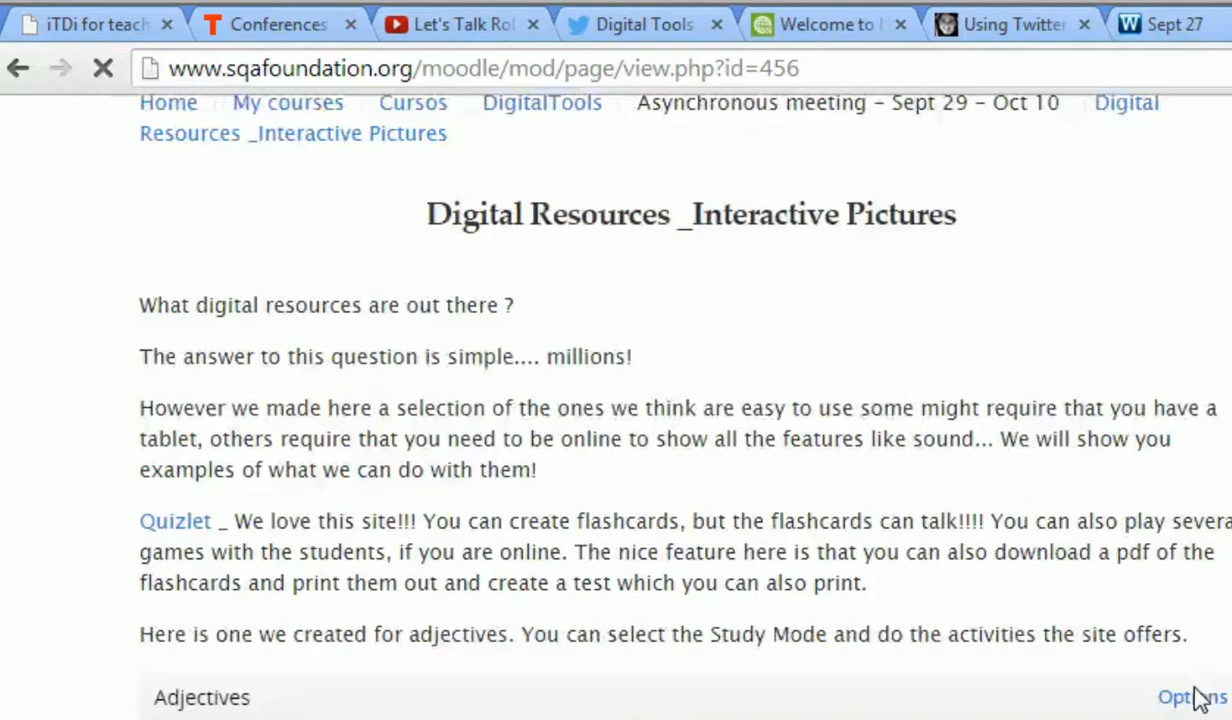 iTDi for teach Conferences Let's Talk Rol Digital Tools Welcome to Using Twitter Sept 27
www.sqafoundation.org/moodle/mod/page/view.php?id=456
Home My courses Cursos DigitalTools Asynchronous meeting - Sept 29 - Oct 10 Digital
Resources _Interactive Pictures
Digital Resources _Interactive Pictures
What digital resources are out there ?
The answer to this question is simple.... millions!
However we made here a selection of the ones we think are easy to use some might require that you have a
tablet, others require that you need to be online to show all the features like sound... We will show you
examples of what we can do with them!
Quizlet _ We love this site!!! You can create flashcards, but the flashcards can talk!!!! You can also play severa
games with the students, if you are online. The nice feature here is that you can also download a pdf of the
flashcards and print them out and create a test which you can also print.
Here is one we created for adjectives. You can select the Study Mode and do the activities the site offers.
Adjectives Options